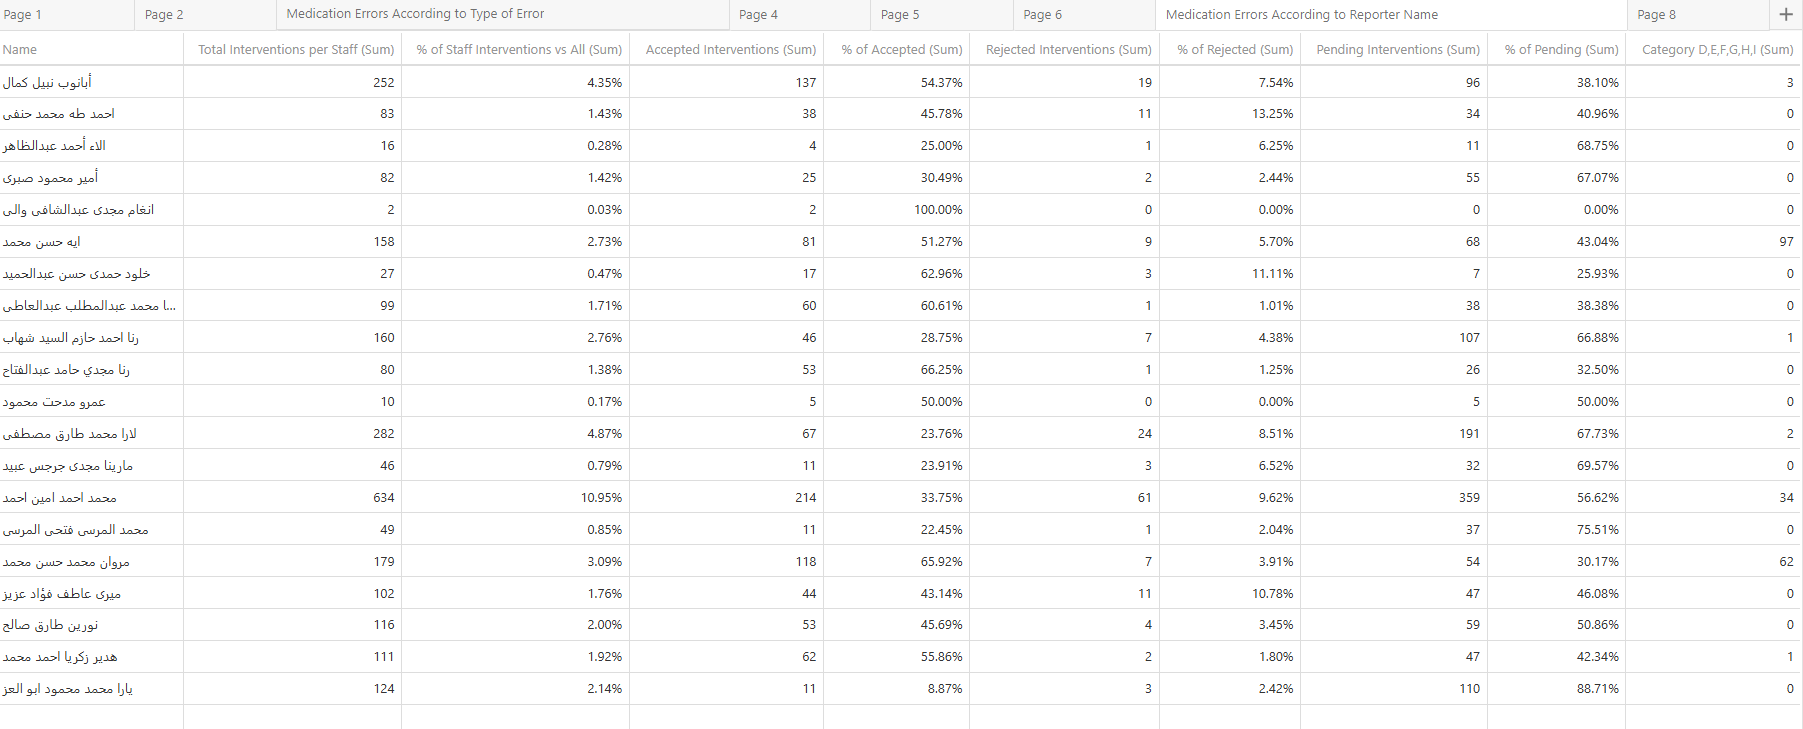 Page 1 Page 2 Medication Errors According to Type of Error Page 4 Page 5 Page 6 Medication Errors According to Reporter Name Page 8 +
Name Total Interventions per Staff (Sum) % of Staff Interventions vs All (Sum) Accepted Interventions (Sum) % of Accepted (Sum) Rejected Interventions (Sum) % of Rejected (Sum) Pending Interventions (Sum) % of Pending (Sum) Category D,E,F,G,H,I (Sum)
أبانوب نبيل كمال 252 4.35% 137 54.37% 19 7.54% 96 38.10% 3
احمد طه محمد حنفى 83 1.43% 38 45.78% 11 13.25% 34 40.96% 0
الاء أحمد عبدالظاهر 16 0.28% 4 25.00% 1 6.25% 11 68.75% 0
أمير محمود صبرى 82 1.42% 25 30.49% 2 2.44% 55 67.07% 0
انغام مجدى عبدالشافى والى 2 0.03% 2 100.00% 0 0.00% 0 0.00% 0
ايه حسن محمد 158 2.73% 81 51.27% 9 5.70% 68 43.04% 97
خلود حمدى حسن عبدالحميد 27 0.47% 17 62.96% 3 11.11% 7 25.93% 0
...ا محمد عبدالمطلب عبدالعاطى 99 1.71% 60 60.61% 1 1.01% 38 38.38% 0
رنا احمد حازم السيد شهاب 160 2.76% 46 28.75% 7 4.38% 107 66.88% 1
رنا مجدي حامد عبدالفتاح 80 1.38% 53 66.25% 1 1.25% 26 32.50% 0
عمرو مدحت محمود 10 0.17% 5 50.00% 0 0.00% 5 50.00% 0
لارا محمد طارق مصطفى 282 4.87% 67 23.76% 24 8.51% 191 67.73% 2
مارينا مجدى جرجس عبيد 46 0.79% 11 23.91% 3 6.52% 32 69.57% 0
محمد احمد امين احمد 634 10.95% 214 33.75% 61 9.62% 359 56.62% 34
محمد المرسى فتحى المرسى 49 0.85% 11 22.45% 1 2.04% 37 75.51% 0
مروان محمد حسن محمد 179 3.09% 118 65.92% 7 3.91% 54 30.17% 62
ميرى عاطف فؤاد عزيز 102 1.76% 44 43.14% 11 10.78% 47 46.08% 0
نورين طارق صالح 116 2.00% 53 45.69% 4 3.45% 59 50.86% 0
هدير زكريا احمد محمد 111 1.92% 62 55.86% 2 1.80% 47 42.34% 1
يارا محمد محمود ابو العز 124 2.14% 11 8.87% 3 2.42% 110 88.71% 0